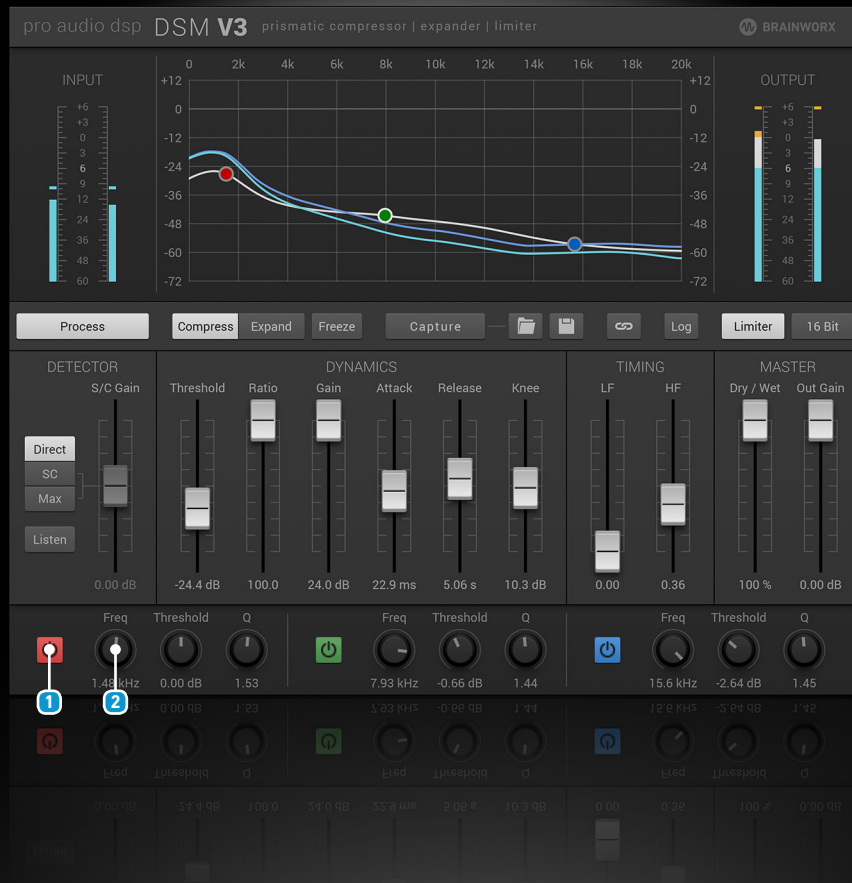 pro audio dsp DSM V3 prismatic compressor | expander | limiter BRAINWORX
INPUT
+6
+3
0
3
6
9
12
24
36
48
60
0 2k 4k 6k 8k 10k 12k 14k 16k 18k 20k
+12 +12
0 0
-12 -12
-24 -24
-36 -36
-48 -48
-60 -60
-72 -72
OUTPUT
+6
+3
0
3
6
9
12
24
36
48
60
Process Compress Expand Freeze Capture Log Limiter 16 Bit
DETECTOR DYNAMICS TIMING MASTER
S/C Gain Threshold Ratio Gain Attack Release Knee LF HF Dry / Wet Out Gain
Direct
SC
Max
Listen
0.00 dB -24.4 dB 100.0 24.0 dB 22.9 ms 5.06 s 10.3 dB 0.00 0.36 100 % 0.00 dB
Freq Threshold Q Freq Threshold Q Freq Threshold Q
1.48 kHz 0.00 dB 1.53 7.93 kHz -0.66 dB 1.44 15.6 kHz -2.64 dB 1.45
1 2